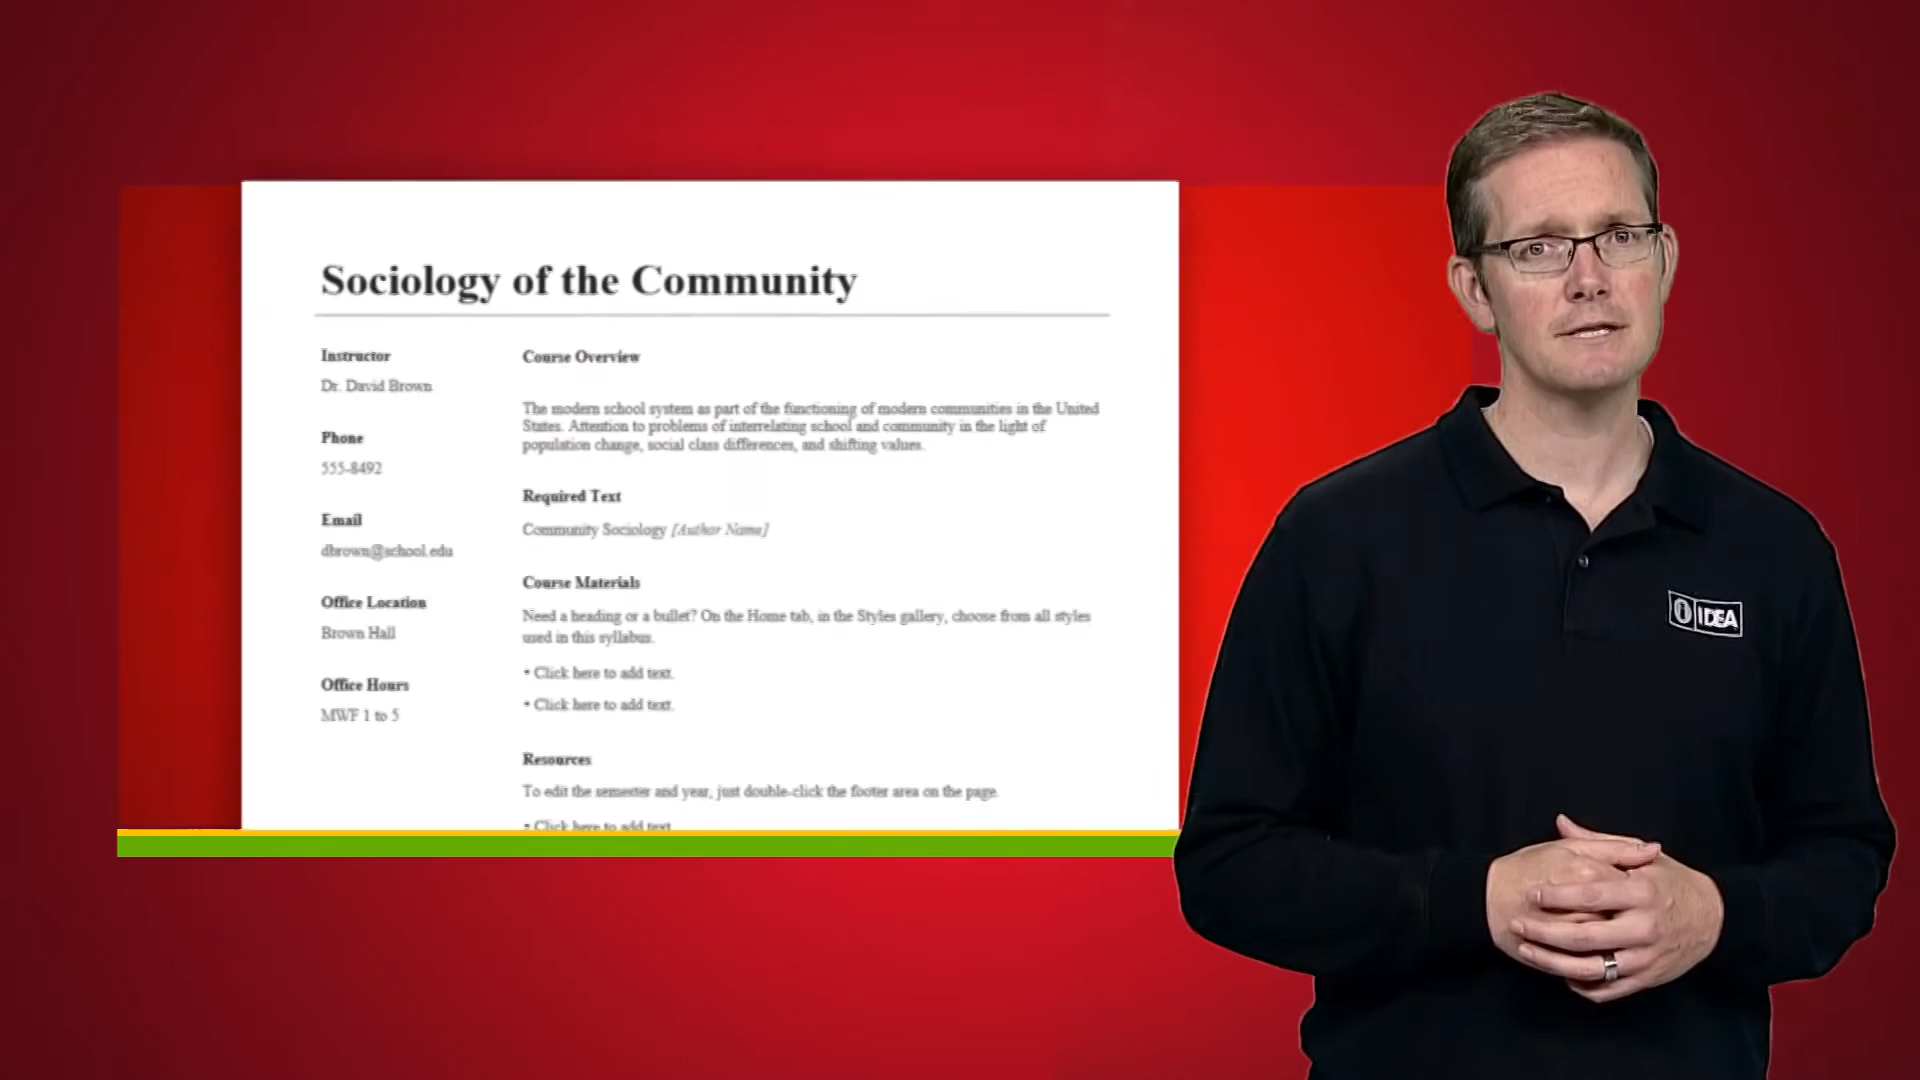 Sociology of the Community
Instructor
Dr. David Brown
Phone
555-8492
Email
dbrown@school.edu
Office Location
Brown Hall
Office Hours
MWF 1 to 5
Course Overview
The modern school system as part of the functioning of modern communities in the United
States. Attention to problems of interrelating school and community in the light of
population change, social class differences, and shifting values.
Required Text
Community Sociology [Author Name]
Course Materials
Need a heading or a bullet? On the Home tab, in the Styles gallery, choose from all styles
used in this syllabus.
• Click here to add text.
• Click here to add text.
Resources
To edit the semester and year, just double-click the footer area on the page.
• Click here to add text
IDEA